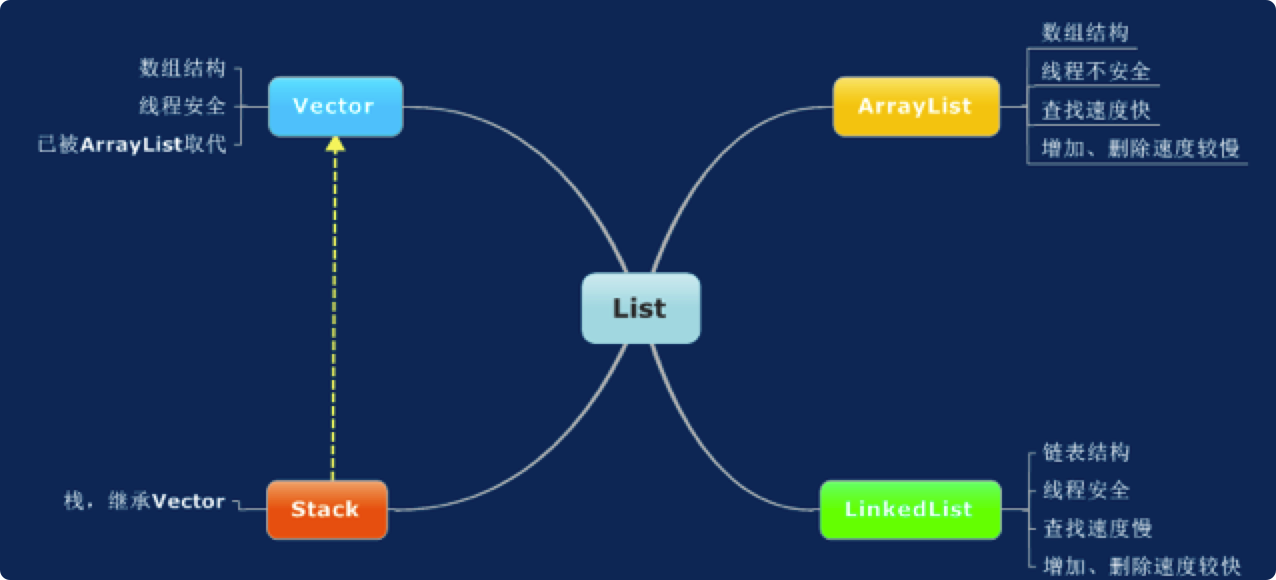 数组结构
线程安全
已被ArrayList取代
Vector
ArrayList
数组结构
线程不安全
查找速度快
增加、删除速度较慢
List
栈，继承Vector
Stack
LinkedList
链表结构
线程安全
查找速度慢
增加、删除速度较快